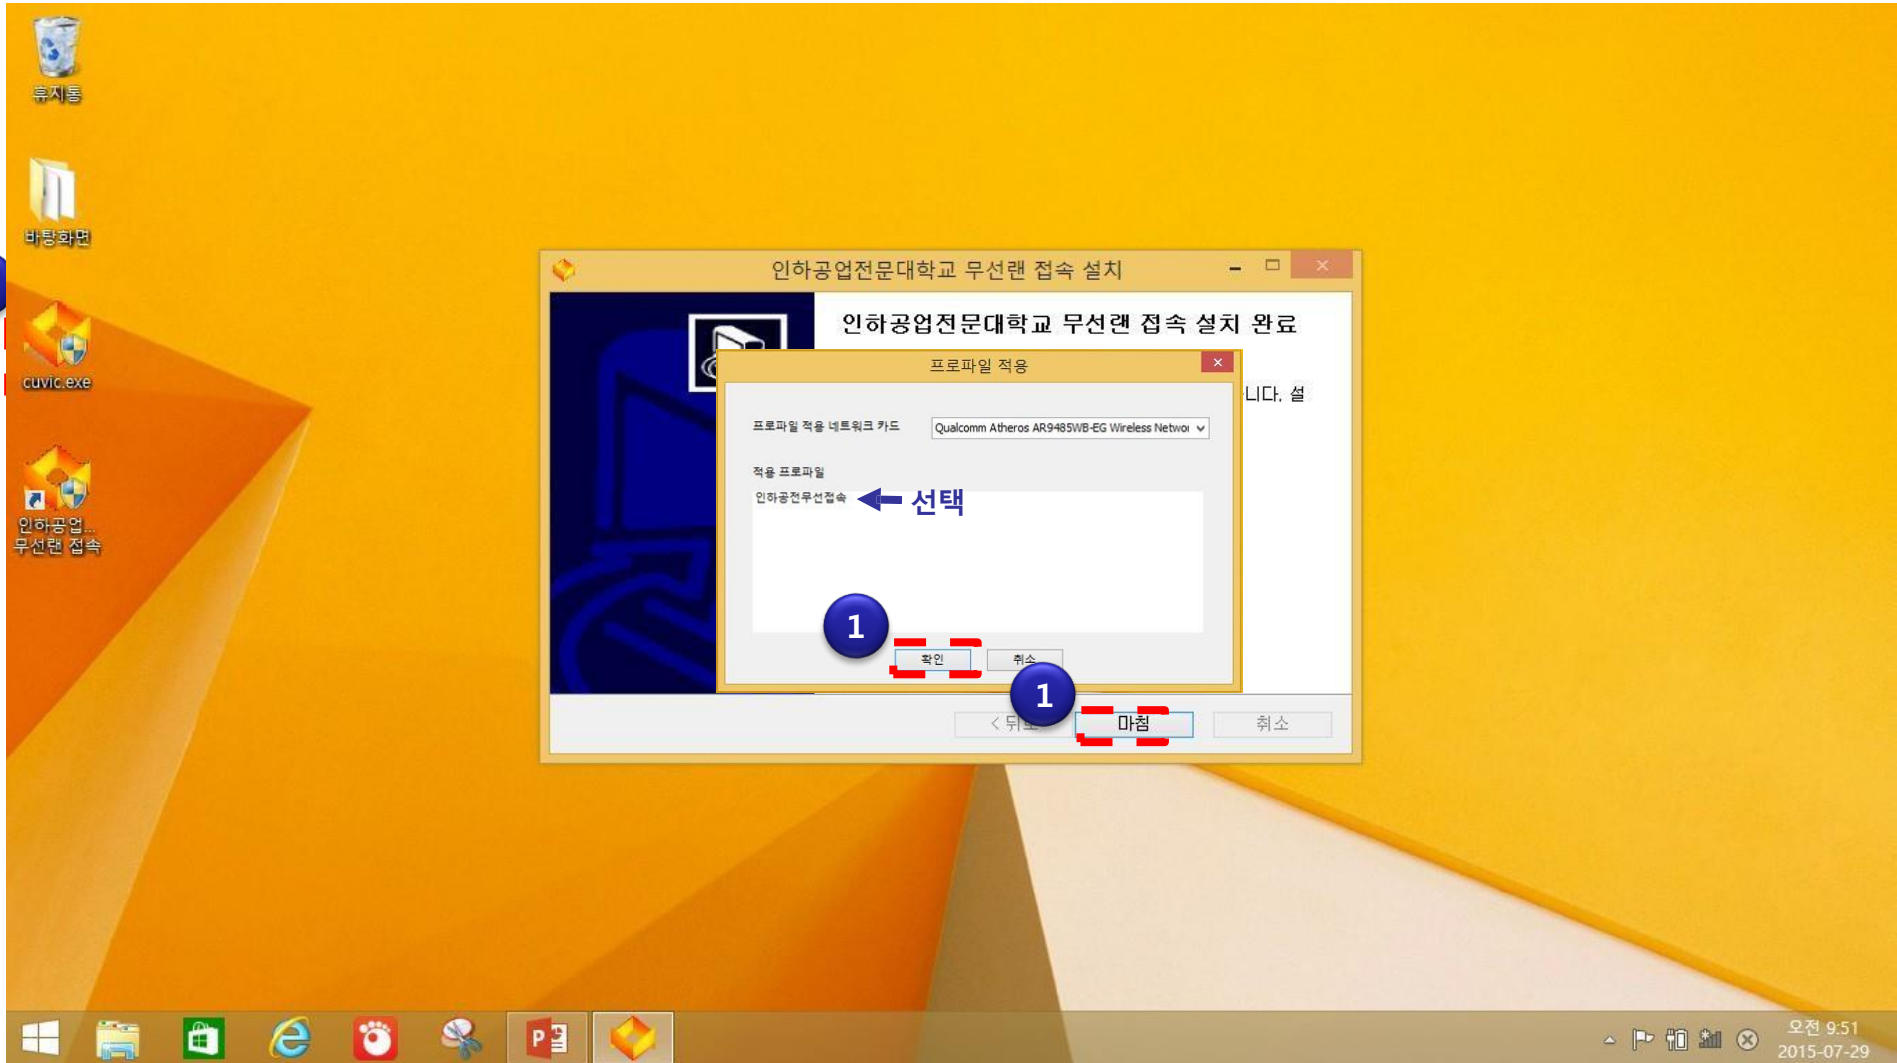 휴지통
바탕화면
cuvic.exe
인하공업...
무선랜 접속
인하공업전문대학교 무선랜 접속 설치
인하공업전문대학교 무선랜 접속 설치 완료
니다. 설
프로파일 적용
프로파일 적용 네트워크 카드
Qualcomm Atheros AR9485WB-EG Wireless Networ
적용 프로파일
인하공전무선접속
선택
1
확인
취소
1
< 뒤로
마침
취소
오전 9:51
2015-07-29